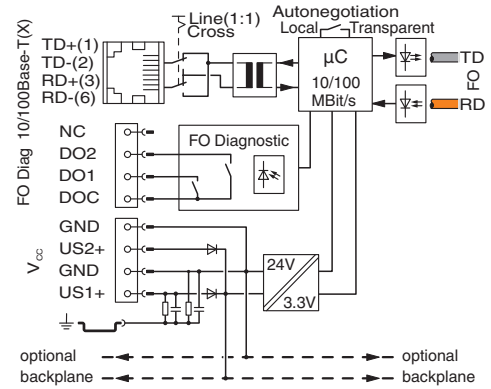 Autonegotiation
Line(1:1)
Cross
Local
Transparent
10/100Base-T(X)
TD+(1)
TD-(2)
RD+(3)
RD-(6)
µC
10/100
MBit/s
TD
FO
RD
FO Diag
NC
DO2
DO1
DOC
FO Diagnostic
VCC
GND
US2+
GND
US1+
24V
3.3V
optional
optional
backplane
backplane